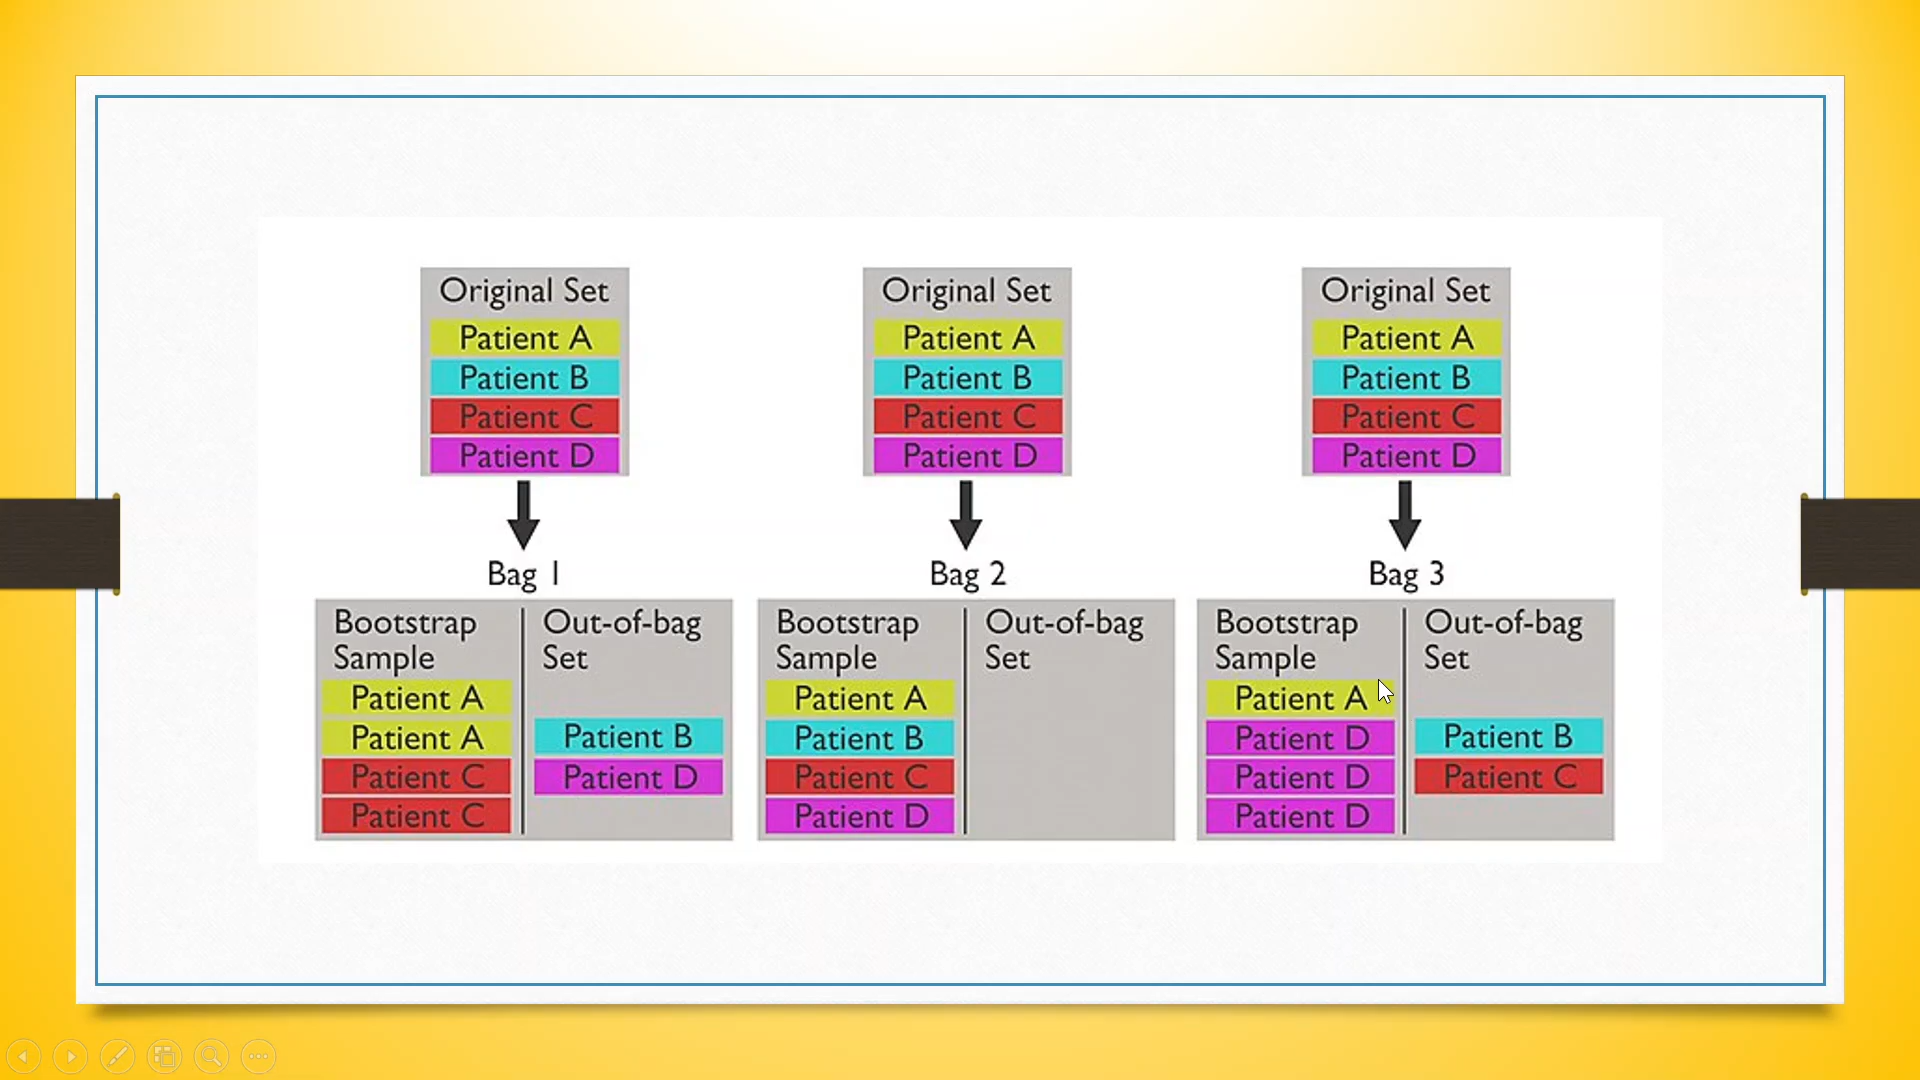 Original Set
Patient A
Patient B
Patient C
Patient D
Bag 1
Bootstrap
Sample
Patient A
Patient A
Patient C
Patient C
Out-of-bag
Set
Patient B
Patient D
Original Set
Patient A
Patient B
Patient C
Patient D
Bag 2
Bootstrap
Sample
Patient A
Patient B
Patient C
Patient D
Out-of-bag
Set
Original Set
Patient A
Patient B
Patient C
Patient D
Bag 3
Bootstrap
Sample
Patient A
Patient D
Patient D
Patient D
Out-of-bag
Set
Patient B
Patient C